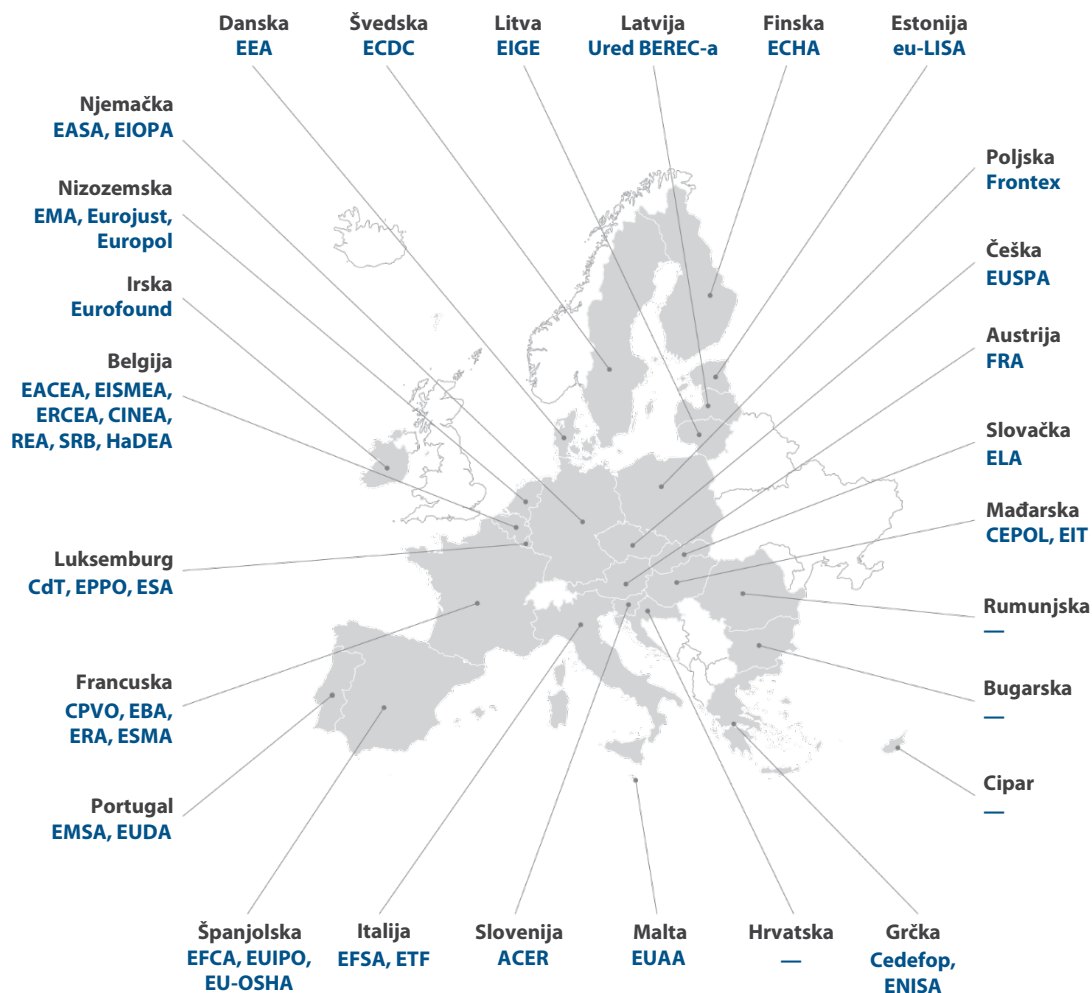 Danska
EEA
Švedska
ECDC
Litva
EIGE
Latvija
Ured BEREC-a
Finska
ECHA
Estonija
eu-LISA
Njemačka
EASA, EIOPA
Nizozemska
EMA, Eurojust,
Europol
Irska
Eurofound
Belgija
EACEA, EISMEA,
ERCEA, CINEA,
REA, SRB, HaDEA
Luksemburg
CdT, EPPO, ESA
Francuska
CPVO, EBA,
ERA, ESMA
Portugal
EMSA, EUDA
Poljska
Frontex
Češka
EUSPA
Austrija
FRA
Slovačka
ELA
Mađarska
CEPOL, EIT
Rumunjska
—
Bugarska
—
Cipar
—
Španjolska
EFCA, EUIPO,
EU-OSHA
Italija
EFSA, ETF
Slovenija
ACER
Malta
EUAA
Hrvatska
—
Grčka
Cedefop,
ENISA